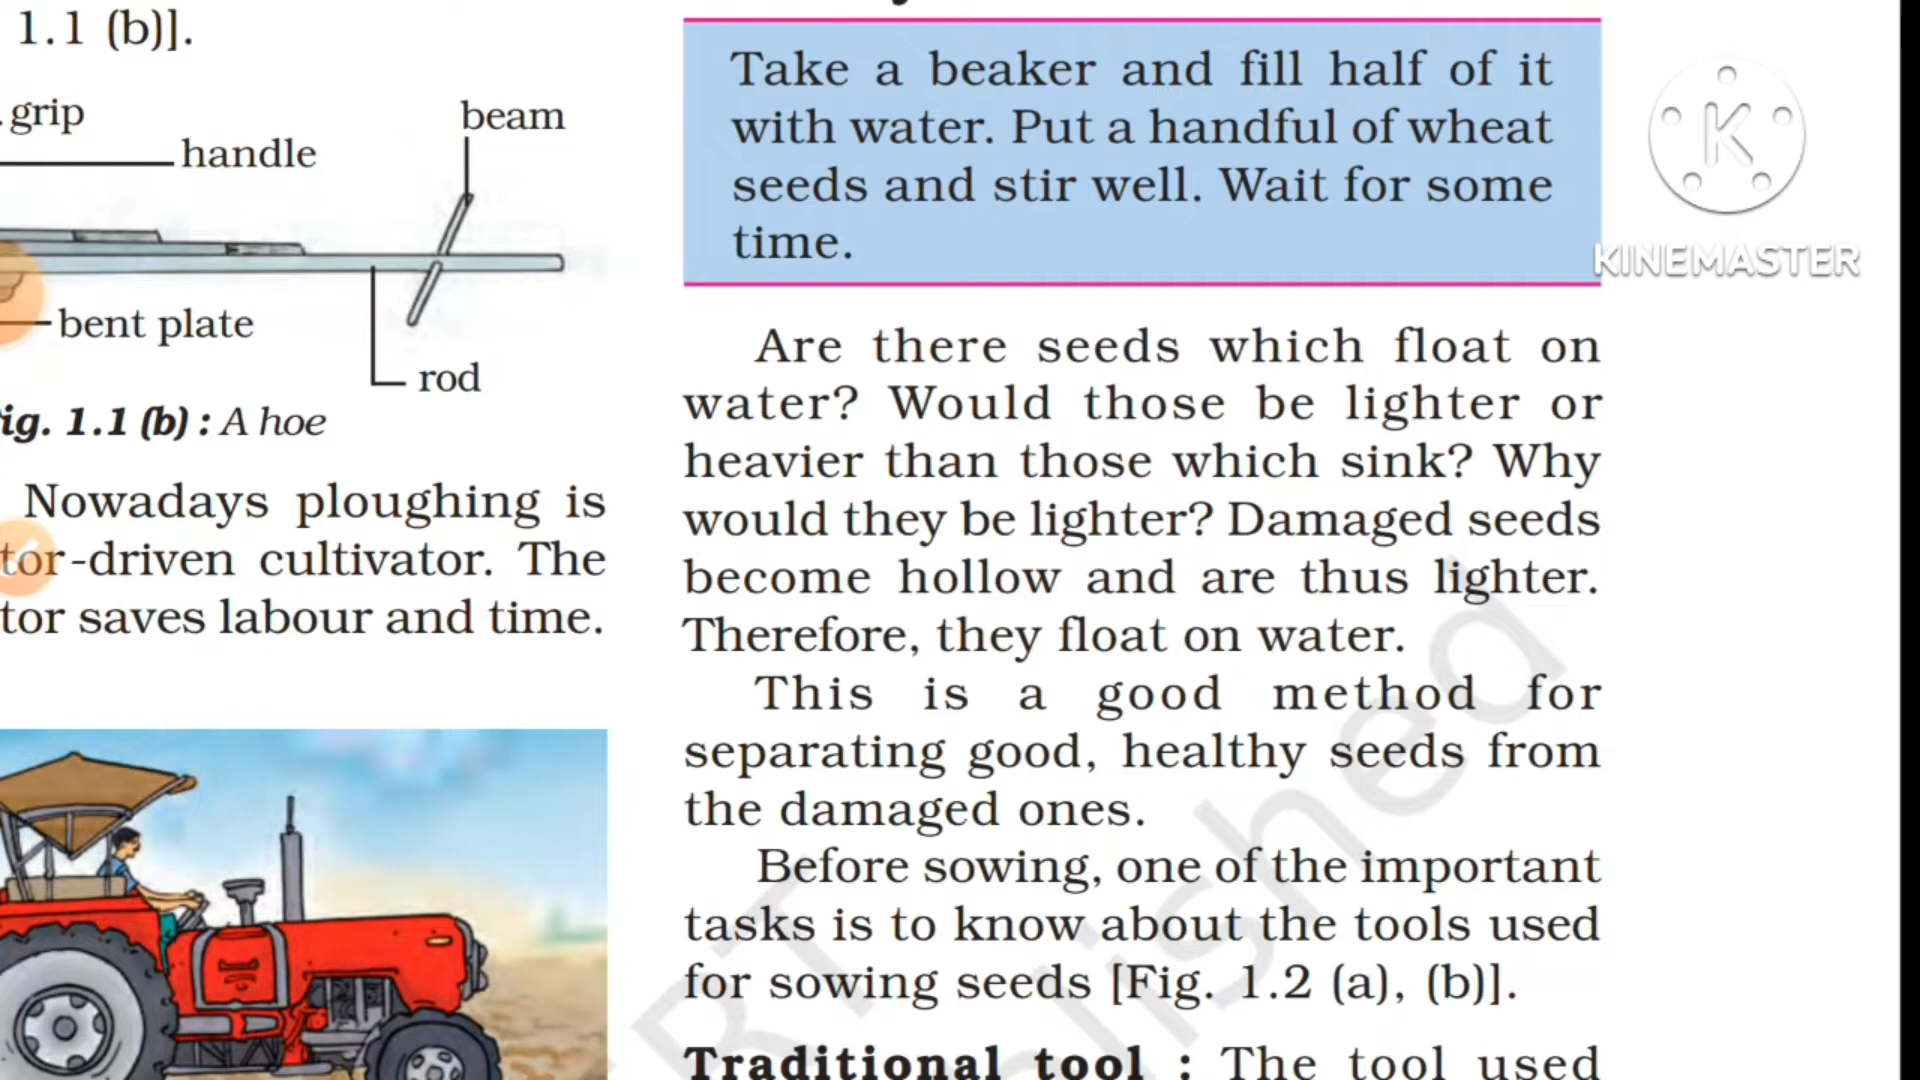 1.1 (b)].
grip
handle
beam
bent plate
rod
ig. 1.1 (b) : A hoe
Nowadays ploughing is
tor-driven cultivator. The
tor saves labour and time.
Take a beaker and fill half of it
with water. Put a handful of wheat
seeds and stir well. Wait for some
time.
Are there seeds which float on
water? Would those be lighter or
heavier than those which sink? Why
would they be lighter? Damaged seeds
become hollow and are thus lighter.
Therefore, they float on water.
This is a good method for
separating good, healthy seeds from
the damaged ones.
Before sowing, one of the important
tasks is to know about the tools used
for sowing seeds [Fig. 1.2 (a), (b)].
Traditional tool : The tool used
K
KINEMASTER